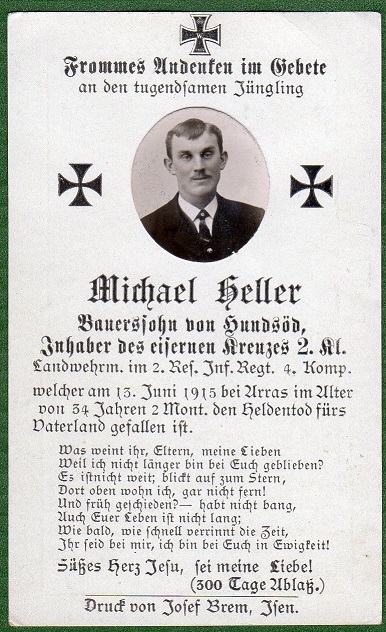 W
Frommes Andenken im Gebete
an den tugendsamen Jüngling
Michael Heller
Bauerssohn von Hundsöd,
Inhaber des eisernen Kreuzes 2. Kl.
Landwehrm. im 2. Res. Inf. Regt. 4. Komp.
welcher am 13. Juni 1915 bei Arras im Alter
von 34 Jahren 2 Mont. den Heldentod fürs
Vaterland gefallen ist.
Was weint ihr, Eltern, meine Lieben
Weil ich nicht länger bin bei Euch geblieben?
Es istnicht weit; blickt auf zum Stern,
Dort oben wohn ich, gar nicht fern!
Und früh geschieden? — habt nicht bang,
Auch Euer Leben ist nicht lang;
Wie bald, wie schnell verrinnt die Zeit,
Ihr seid bei mir, ich bin bei Euch in Ewigkeit!
Süßes Herz Jesu, sei meine Liebe!
(300 Tage Ablaß.)
Druck von Josef Brem, Isen.